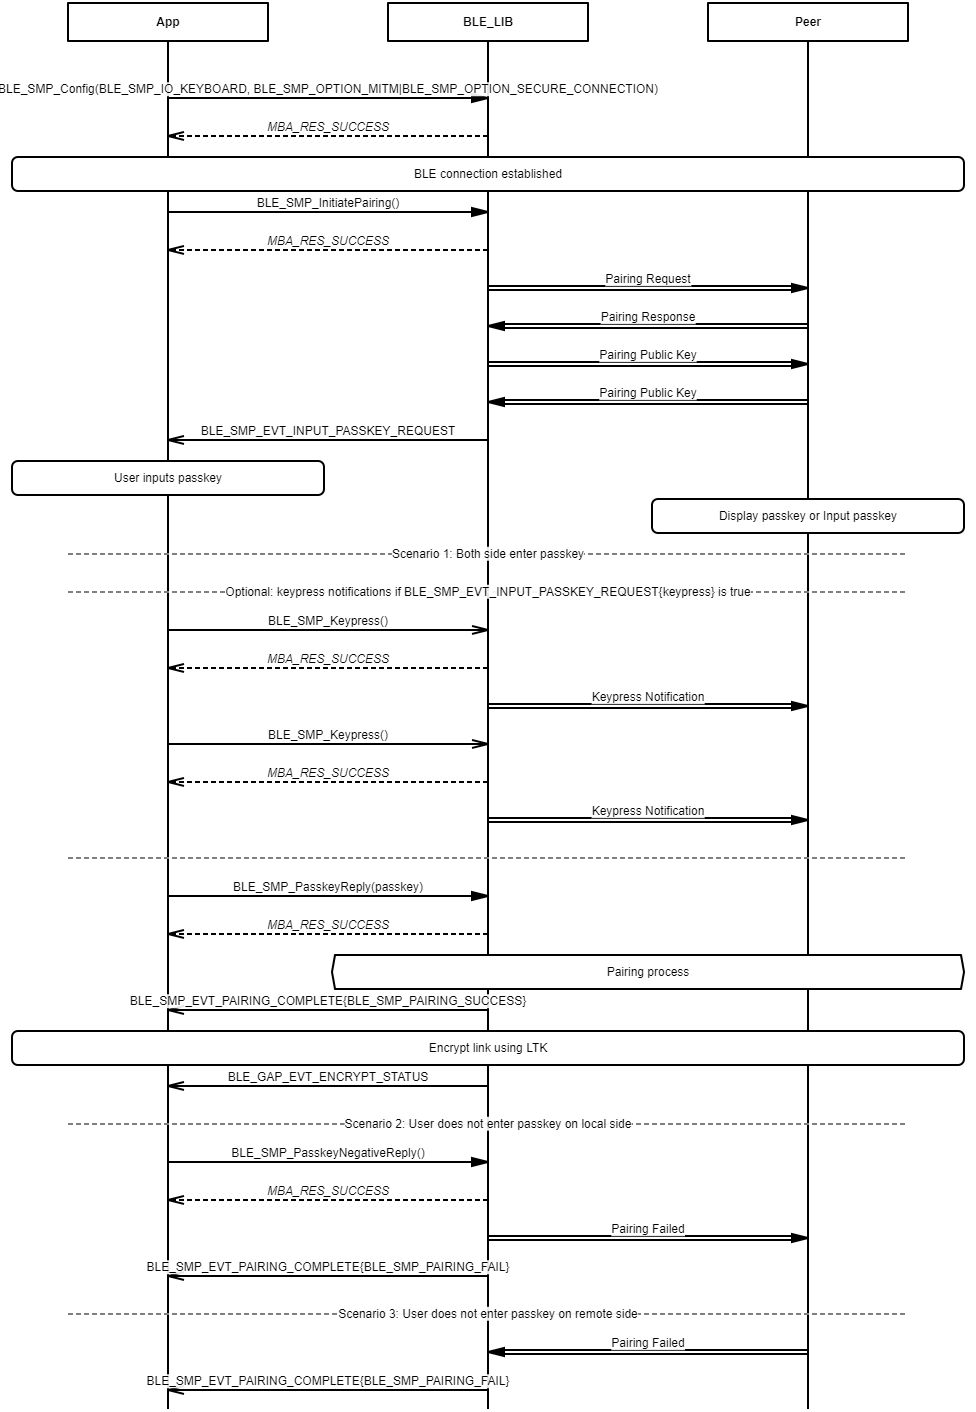 App
BLE_LIB
Peer
BLE_SMP_Config(BLE_SMP_IO_KEYBOARD, BLE_SMP_OPTION_MITM|BLE_SMP_OPTION_SECURE_CONNECTION)
MBA_RES_SUCCESS
BLE connection established
BLE_SMP_InitiatePairing()
MBA_RES_SUCCESS
Pairing Request
Pairing Response
Pairing Public Key
Pairing Public Key
BLE_SMP_EVT_INPUT_PASSKEY_REQUEST
User inputs passkey
Display passkey or Input passkey
Scenario 1: Both side enter passkey
Optional: keypress notifications if BLE_SMP_EVT_INPUT_PASSKEY_REQUEST{keypress} is true
BLE_SMP_Keypress()
MBA_RES_SUCCESS
Keypress Notification
BLE_SMP_Keypress()
MBA_RES_SUCCESS
Keypress Notification
BLE_SMP_PasskeyReply(passkey)
MBA_RES_SUCCESS
Pairing process
BLE_SMP_EVT_PAIRING_COMPLETE{BLE_SMP_PAIRING_SUCCESS}
Encrypt link using LTK
BLE_GAP_EVT_ENCRYPT_STATUS
Scenario 2: User does not enter passkey on local side
BLE_SMP_PasskeyNegativeReply()
MBA_RES_SUCCESS
Pairing Failed
BLE_SMP_EVT_PAIRING_COMPLETE{BLE_SMP_PAIRING_FAIL}
Scenario 3: User does not enter passkey on remote side
Pairing Failed
BLE_SMP_EVT_PAIRING_COMPLETE{BLE_SMP_PAIRING_FAIL}